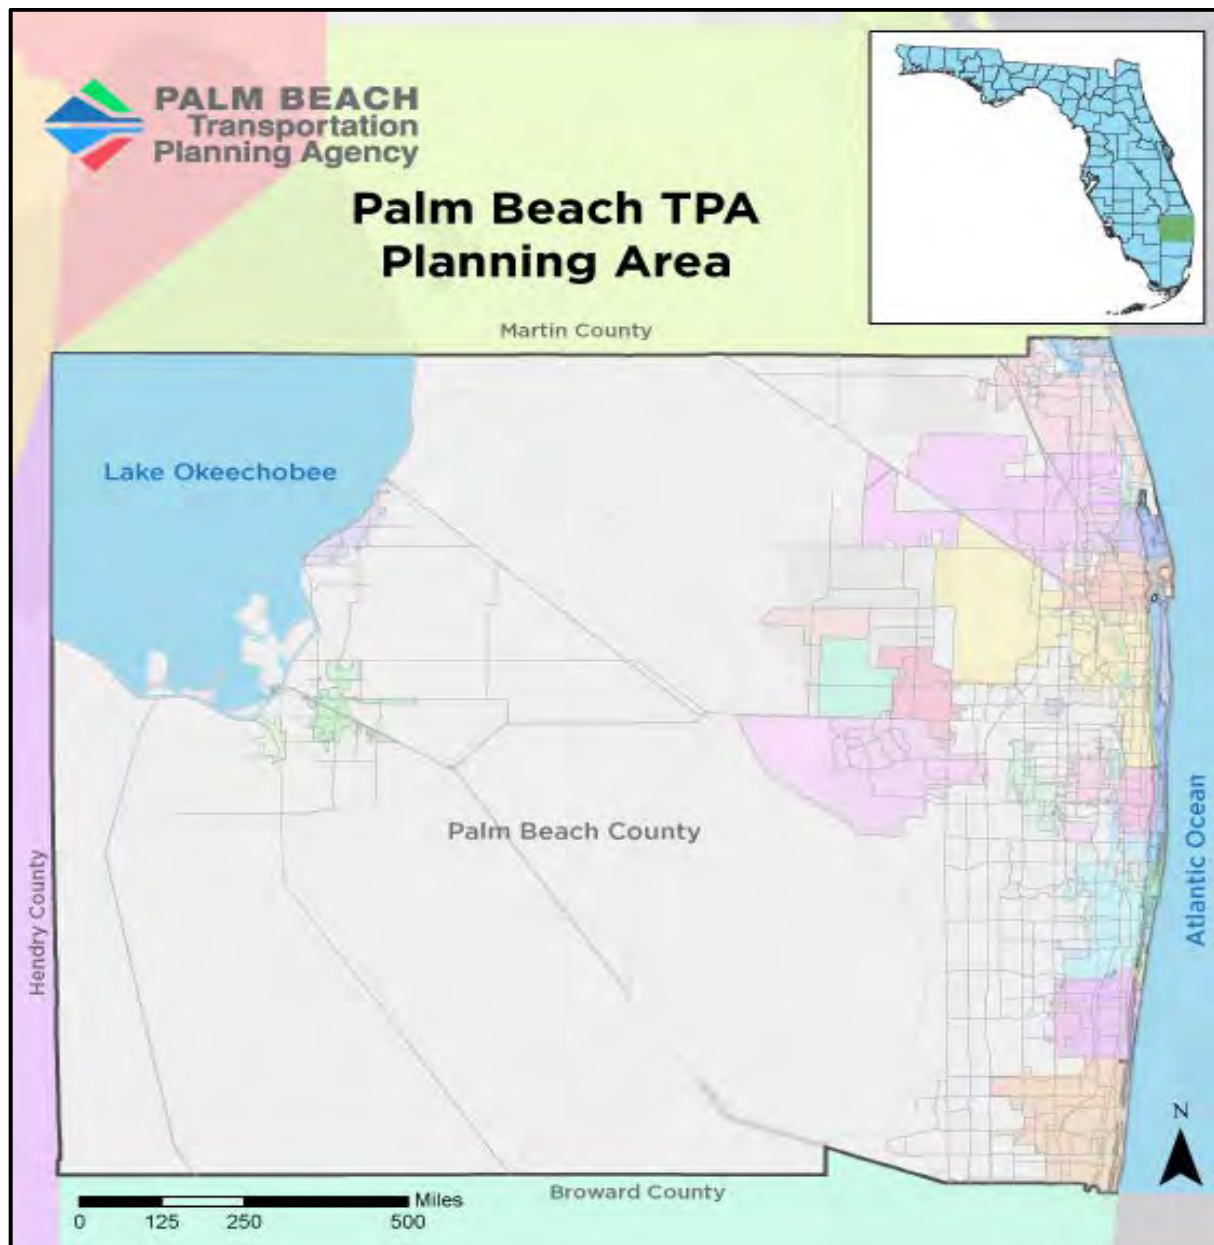 PALM BEACH
Transportation
Planning Agency
Palm Beach TPA
Planning Area
Martin County
Lake Okeechobee
Palm Beach County
Hendry County
Atlantic Ocean
N
Broward County
Miles
0 125 250 500